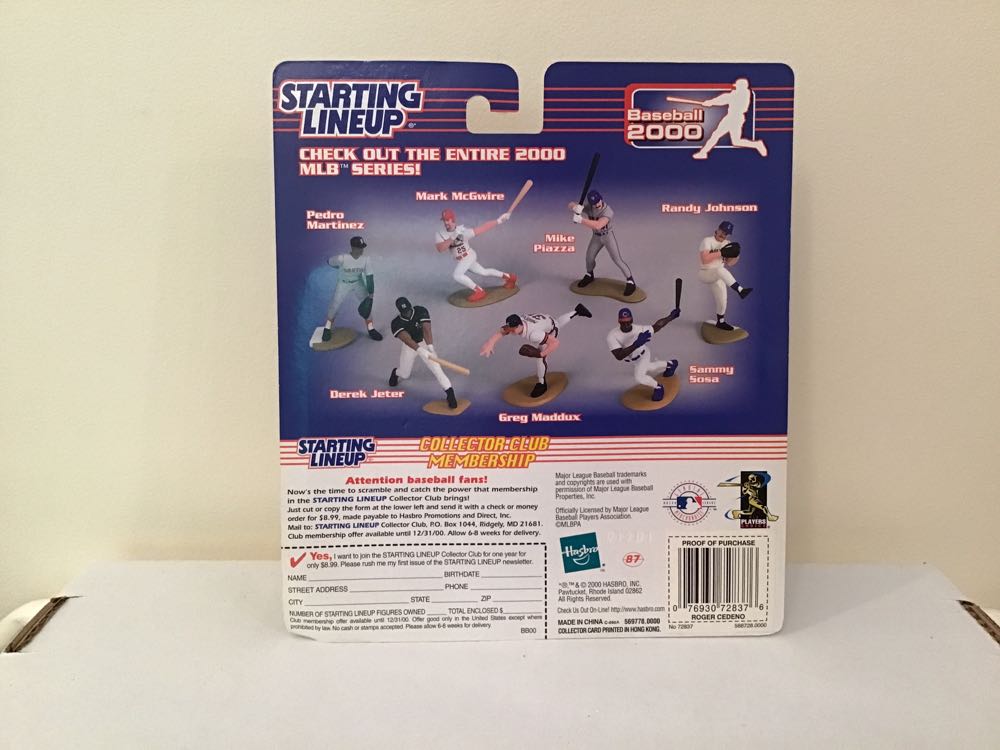 STARTING
LINEUP
Baseball
2000
CHECK OUT THE ENTIRE 2000
MLB™ SERIES!
Mark McGwire
Pedro
Martinez
Mike
Piazza
Randy Johnson
Derek Jeter
Greg Maddux
Sammy
Sosa
STARTING
LINEUP
COLLECTOR CLUB
MEMBERSHIP
Attention baseball fans!
Now's the time to scramble and catch the power that membership
in the STARTING LINEUP Collector Club brings!
Just cut or copy the form at the lower left and send it with a check or money
order for $8.99, made payable to Hasbro Promotions and Direct, Inc.
Mail to: STARTING LINEUP Collector Club, P.O. Box 1044, Ridgely, MD 21681.
Club membership offer available until 12/31/00. Allow 6-8 weeks for delivery.
Yes, I want to join the STARTING LINEUP Collector Club for one year for
only $8.99. Please rush me my first issue of the STARTING LINEUP newsletter.
NAME BIRTHDATE
STREET ADDRESS PHONE
CITY STATE ZIP
NUMBER OF STARTING LINEUP FIGURES OWNED TOTAL ENCLOSED $
Club membership offer available until 12/31/00. Offer good only in the United States except where
prohibited by law. No cash or stamps accepted. Please allow 6-8 weeks for delivery.
BB00
Major League Baseball trademarks
and copyrights are used with
permission of Major League Baseball
Properties, Inc.
Officially Licensed by Major League
Baseball Players Association.
©MLBPA
PLAYERS
Hasbro
87
™®,™ & © 2000 HASBRO, INC.
Pawtucket, Rhode Island 02862
All Rights Reserved.
Check Us Out On-Line! http://www.hasbro.com
MADE IN CHINA 569778.0000
COLLECTOR CARD PRINTED IN HONG KONG.
PROOF OF PURCHASE
0 76930 72837 6
ROGER CEDENO
No 72837 568728.0000